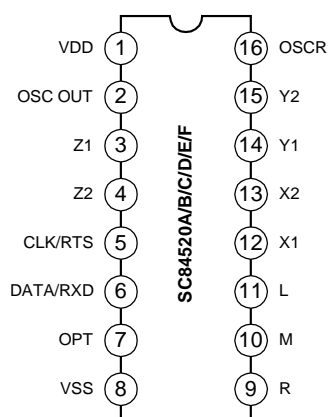 VDD 1 16 OSCR
OSC OUT 2 15 Y2
Z1 3 14 Y1
Z2 4 13 X2
CLK/RTS 5 12 X1
DATA/RXD 6 11 L
OPT 7 10 M
VSS 8 9 R
SC84520A/B/C/D/E/F